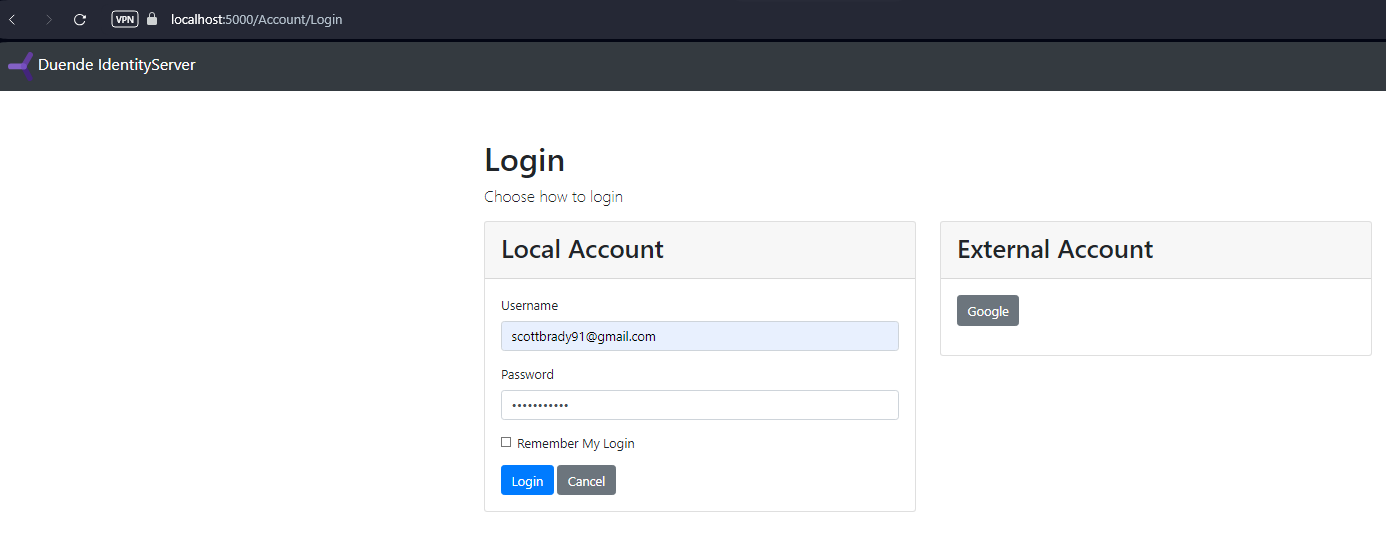 VPN localhost:5000/Account/Login
Duende IdentityServer
Login
Choose how to login
Local Account
Username
scottbrady91@gmail.com
Password
•••••••••••
Remember My Login
Login Cancel
External Account
Google